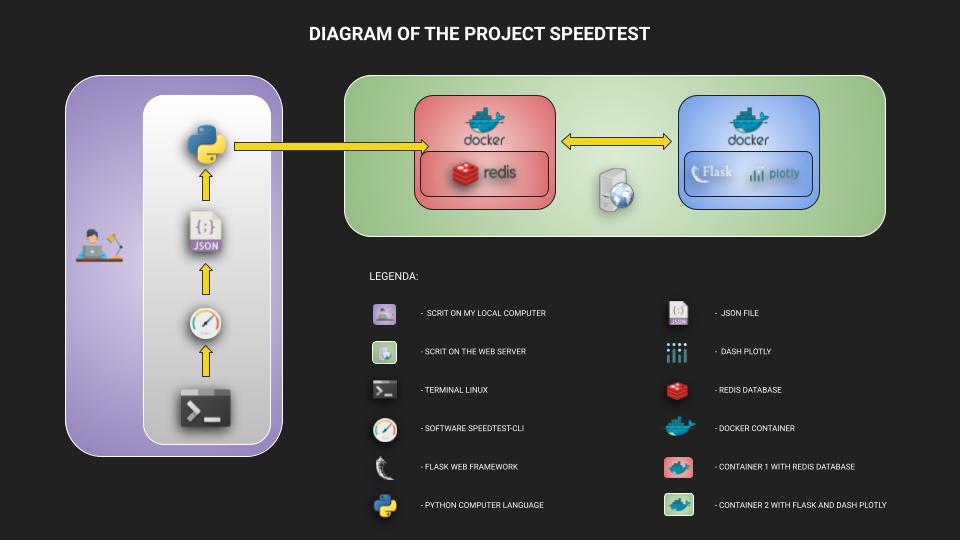 DIAGRAM OF THE PROJECT SPEEDTEST
docker
redis
docker
Flask
plotly
{;}
JSON
>_
LEGENDA:
- SCRIT ON MY LOCAL COMPUTER
- SCRIT ON THE WEB SERVER
- TERMINAL LINUX
- SOFTWARE SPEEDTEST-CLI
- FLASK WEB FRAMEWORK
- PYTHON COMPUTER LANGUAGE
{;}
JSON
- JSON FILE
- DASH PLOTLY
- REDIS DATABASE
- DOCKER CONTAINER
- CONTAINER 1 WITH REDIS DATABASE
- CONTAINER 2 WITH FLASK AND DASH PLOTLY